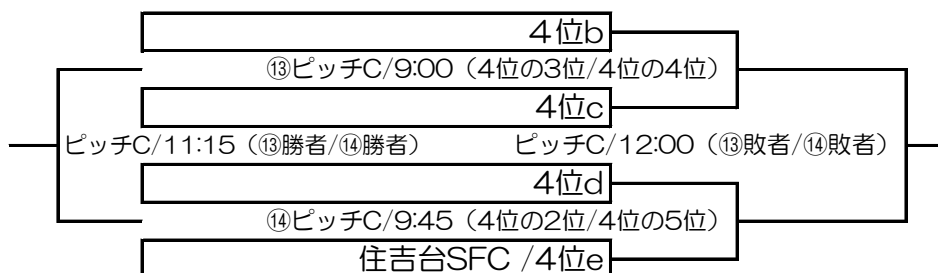 4位b
⑬ピッチC/9:00（4位の3位/4位の4位）
4位c
ピッチC/11:15（⑬勝者/⑭勝者） ピッチC/12:00（⑬敗者/⑭敗者）
4位d
⑭ピッチC/9:45（4位の2位/4位の5位）
住吉台SFC /4位e